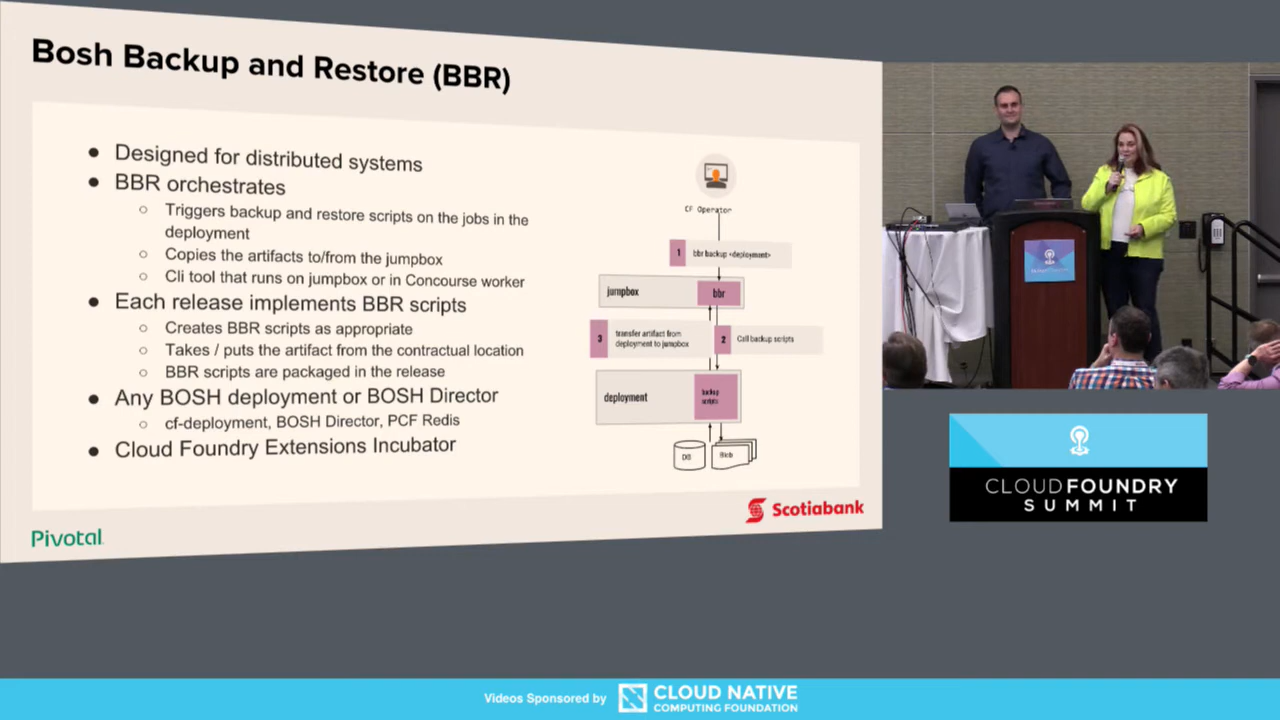 Bosh Backup and Restore (BBR)
Designed for distributed systems
BBR orchestrates
Triggers backup and restore scripts on the jobs in the
deployment
Copies the artifacts to/from the jumpbox
Cli tool that runs on jumpbox or in Concourse worker
Each release implements BBR scripts
Creates BBR scripts as appropriate
Takes / puts the artifact from the contractual location
BBR scripts are packaged in the release
Any BOSH deployment or BOSH Director
cf-deployment, BOSH Director, PCF Redis
Cloud Foundry Extensions Incubator
CF Operator
1
bbr backup <deployment>
jumpbox
bbr
3
transfer artifact from
deployment to jumpbox
2
Call backup scripts
deployment
backup
scripts
DB
Blob
Pivotal
Scotiabank
CLOUD FOUNDRY
SUMMIT
Videos Sponsored by
CLOUD NATIVE
COMPUTING FOUNDATION